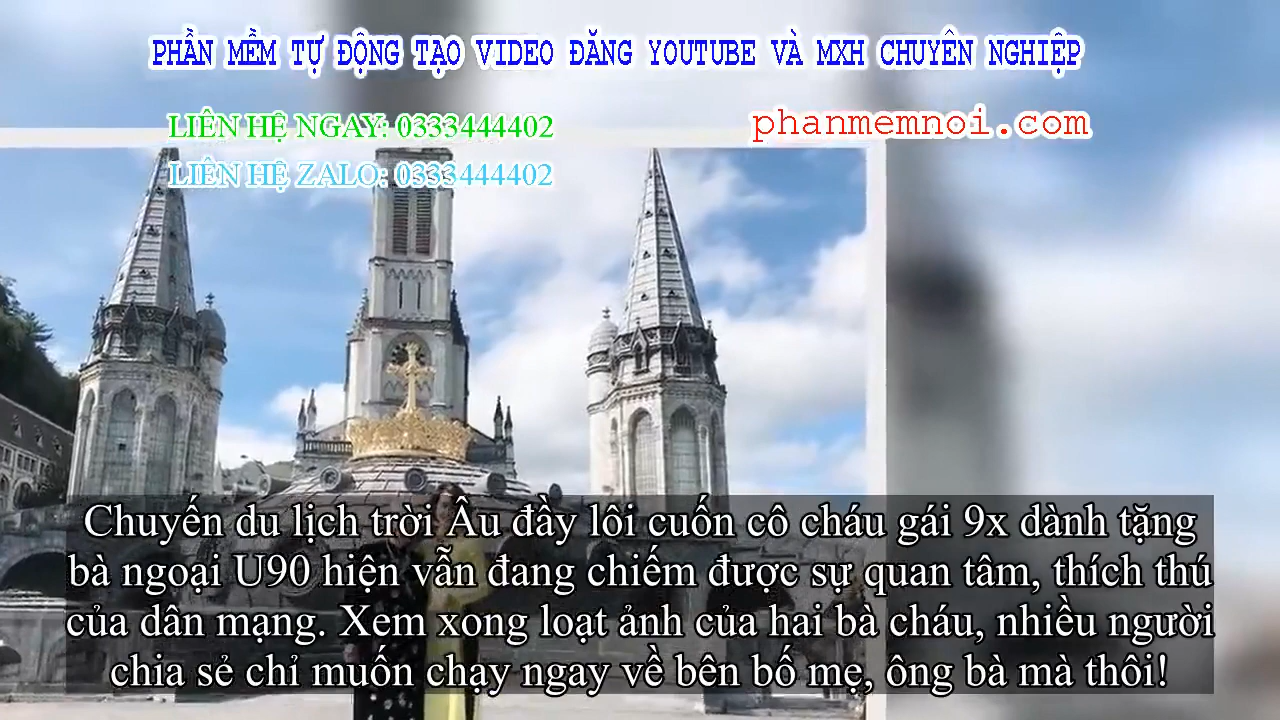 PHẦN MỀM TỰ ĐỘNG TẠO VIDEO ĐĂNG YOUTUBE VÀ MXH CHUYÊN NGHIỆP
LIÊN HỆ NGAY: 0333444402
phanmemnoi.com
LIÊN HỆ ZALO: 0333444402
Chuyến du lịch trời Âu đầy lôi cuốn cô cháu gái 9x dành tặng
bà ngoại U90 hiện vẫn đang chiếm được sự quan tâm, thích thú
của dân mạng. Xem xong loạt ảnh của hai bà cháu, nhiều người
chia sẻ chỉ muốn chạy ngay về bên bố mẹ, ông bà mà thôi!